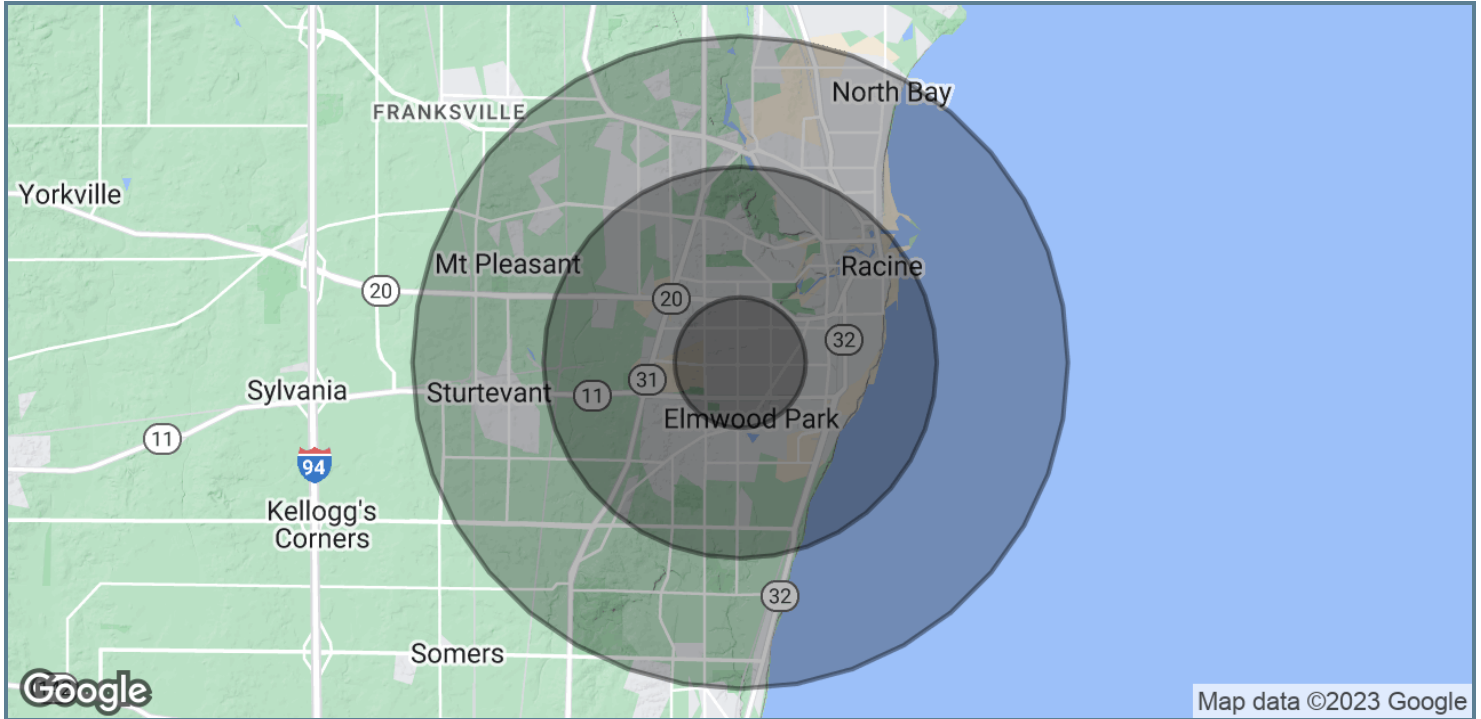 North Bay
FRANKSVILLE
Yorkville
Mt Pleasant
Racine
20
20
32
31
Sylvania
Sturtevant
11
Elmwood Park
11
94
Kellogg's
Corners
32
Somers
Google
Map data ©2023 Google